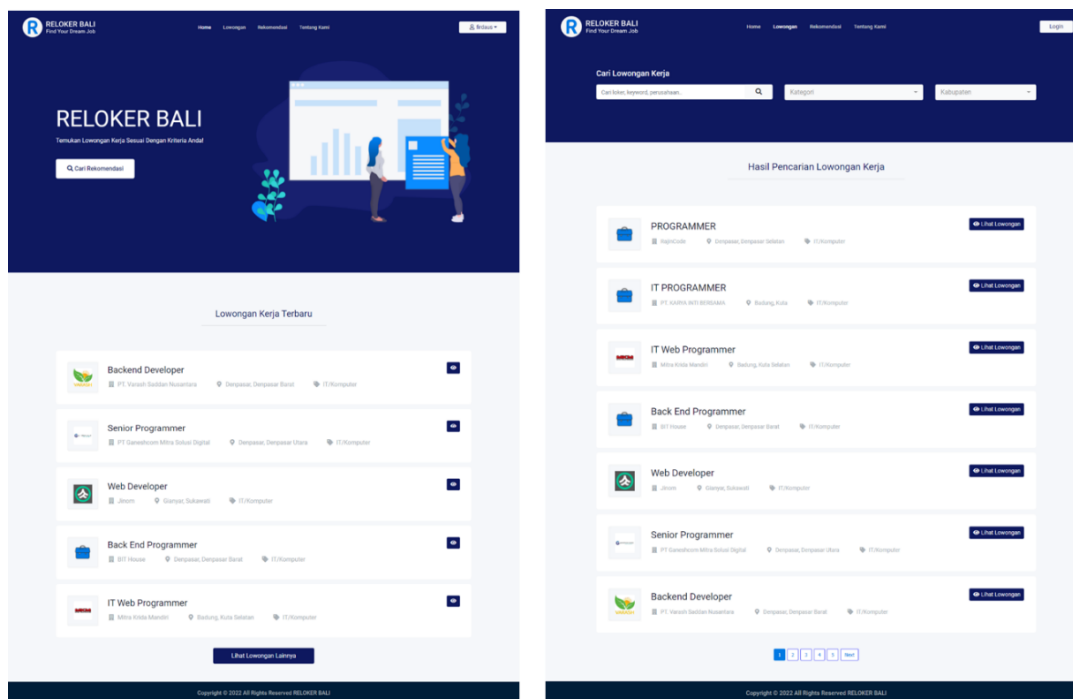 RELOKER BALI
Find Your Dream Job
Home Lowongan Rekomendasi Tentang Kami
RELOKER BALI
Temukan Lowongan Kerja Sesuai Dengan Kriteria Anda!
Cari Rekomendasi
Lowongan Kerja Terbaru
Backend Developer
PT. Varash Saddan Nusantara Denpasar, Denpasar Barat IT/Komputer
Senior Programmer
PT Ganeshcom Mitra Solusi Digital Denpasar, Denpasar Utara IT/Komputer
Web Developer
Jerom Gianyar, Sukawati IT/Komputer
Back End Programmer
BIT House Denpasar, Denpasar Barat IT/Komputer
IT Web Programmer
Mitra Krida Mandiri Badung, Kuta Selatan IT/Komputer
Lihat Lowongan Lainnya
Copyright © 2022 All Rights Reserved RELOKER BALI
RELOKER BALI
Find Your Dream Job
Home Lowongan Rekomendasi Tentang Kami Login
Cari Lowongan Kerja
Cari loker, keyword, perusahaan.. Kategori Kabupaten
Hasil Pencarian Lowongan Kerja
PROGRAMMER Lihat Lowongan
Denpasar, Denpasar Selatan IT/Komputer
IT PROGRAMMER Lihat Lowongan
PT. KARYA INTI BERSAMA Badung, Kuta IT/Komputer
IT Web Programmer Lihat Lowongan
Mitra Krida Mandiri Badung, Kuta Selatan IT/Komputer
Back End Programmer Lihat Lowongan
BIT House Denpasar, Denpasar Barat IT/Komputer
Web Developer Lihat Lowongan
Jerom Gianyar, Sukawati IT/Komputer
Senior Programmer Lihat Lowongan
PT Ganeshcom Mitra Solusi Digital Denpasar, Denpasar Utara IT/Komputer
Backend Developer Lihat Lowongan
PT. Varash Saddan Nusantara Denpasar, Denpasar Barat IT/Komputer
1 2 3 4 5 Next
Copyright © 2022 All Rights Reserved RELOKER BALI